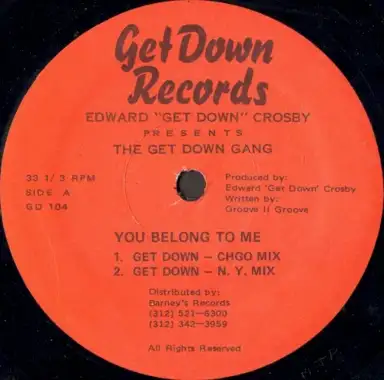 Get Down
Records
EDWARD "GET DOWN" CROSBY
PRESENTS
THE GET DOWN GANG
33 1/3 RPM
SIDE A
GD 104
Produced by:
Edward 'Get Down' Crosby
Written by:
Groove II Groove
YOU BELONG TO ME
1. GET DOWN – CHGO MIX
2. GET DOWN – N. Y. MIX
Distributed by:
Barney's Records
(312) 521–6300
(312) 343–3959
All Rights Reserved